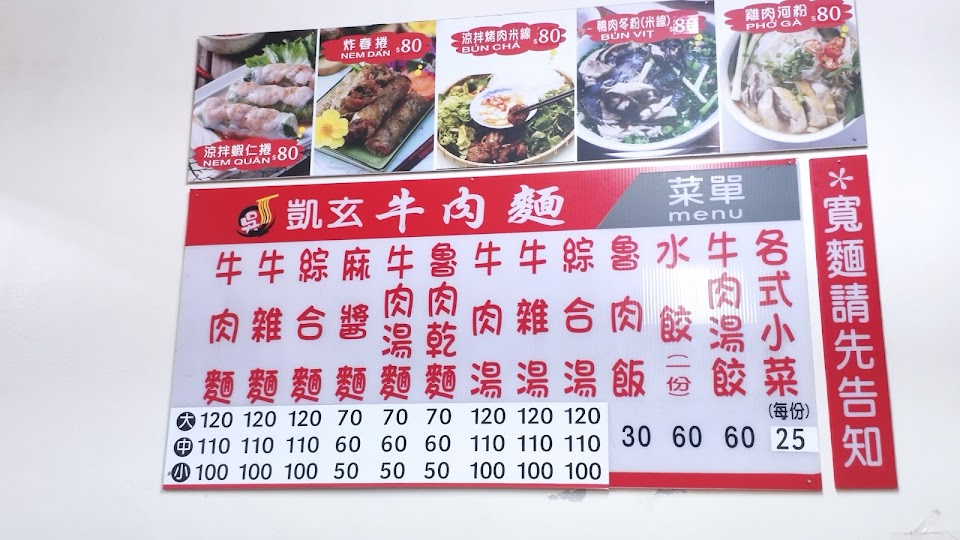 涼拌蝦仁捲
NEM QUẤN $80
炸春捲
NEM DÁN $80
涼拌烤肉米線
BÚN CHẢ $80
鴨肉冬粉(米線)
BÚN VỊT
雞肉河粉
PHỞ GÀ $80
吳 凱玄牛肉麵
菜單
menu
牛肉麵
牛雜麵
綜合麵
麻醬麵
牛肉湯麵
魯肉乾麵
牛肉湯
牛雜湯
綜合湯
魯肉飯
水餃(一份)
牛肉湯餃
各式小菜
(每份)
大 120 120 120 70 70 70 120 120 120
中 110 110 110 60 60 60 110 110 110
小 100 100 100 50 50 50 100 100 100
30 60 60 25
*寬麵請先告知